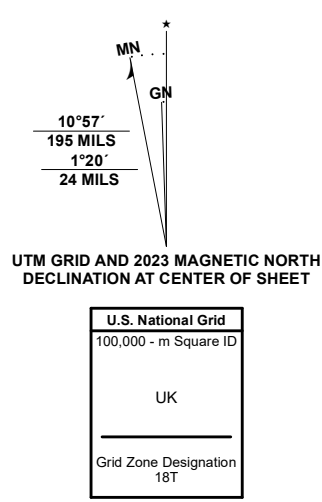 MN
GN
10°57´
195 MILS
1°20´
24 MILS
UTM GRID AND 2023 MAGNETIC NORTH
DECLINATION AT CENTER OF SHEET
U.S. National Grid
100,000 - m Square ID
UK
Grid Zone Designation
18T